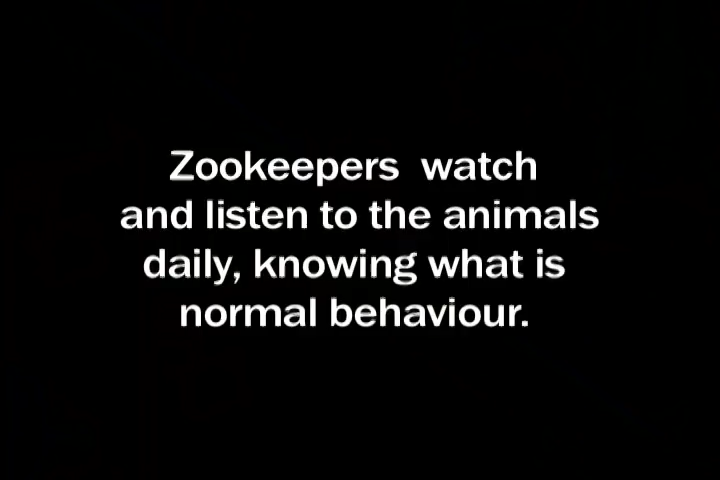 Zookeepers  watch
and listen to the animals
daily, knowing what is
normal behaviour.